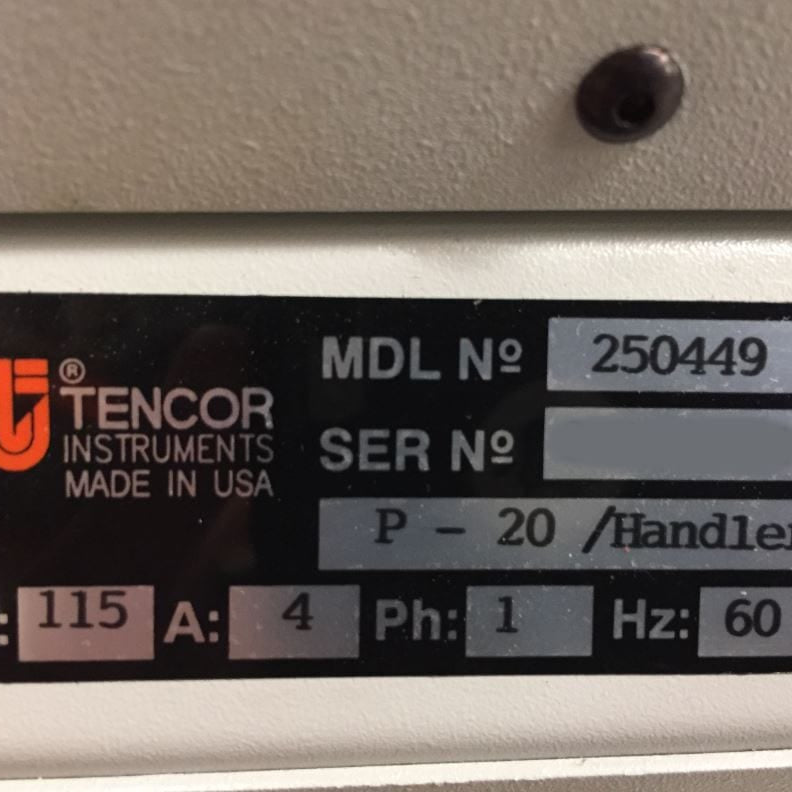 ®
TENCOR
INSTRUMENTS
MADE IN USA
MDL Nº 250449
SER Nº
P - 20 /Handler
: 115 A: 4 Ph: 1 Hz: 60